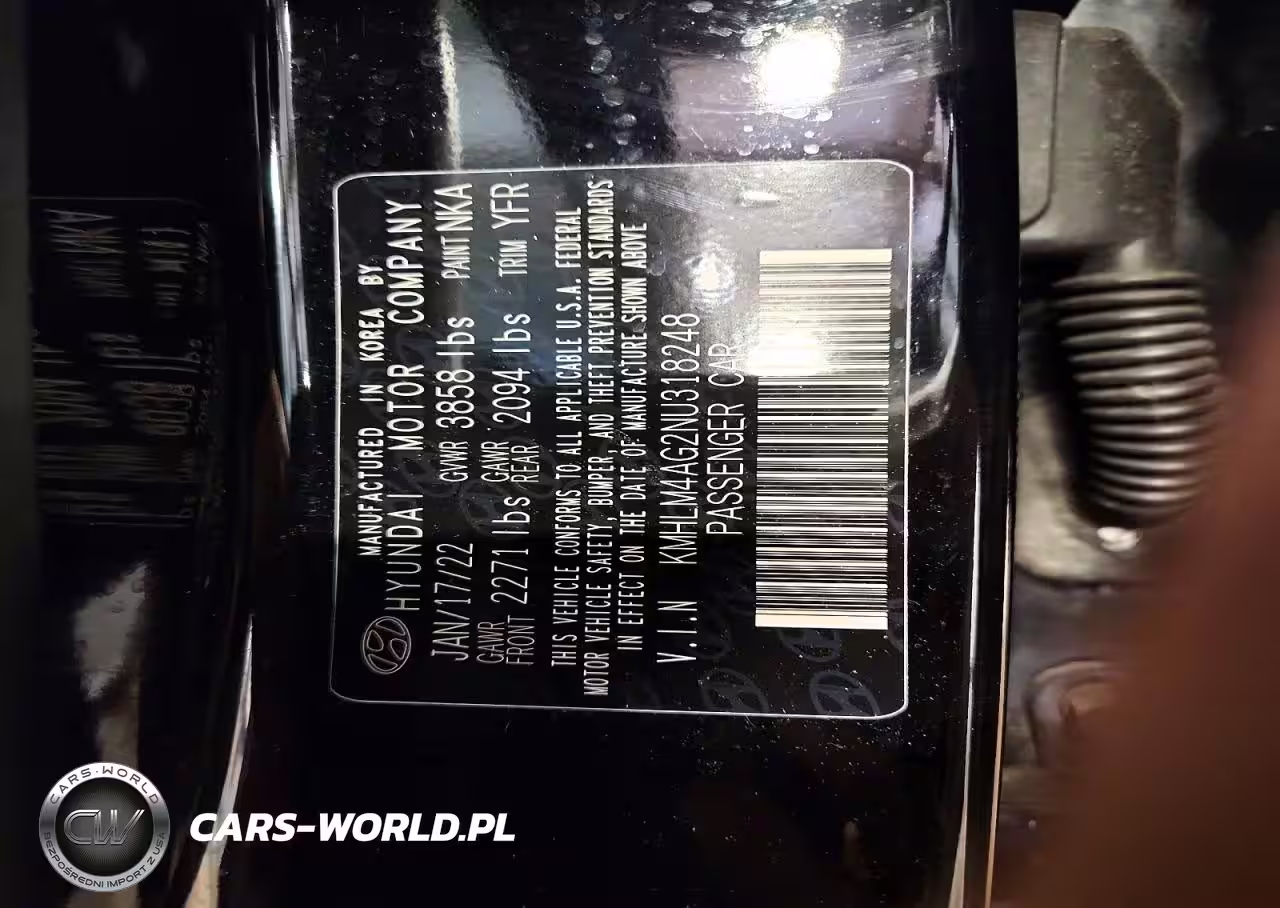 MANUFACTURED IN KOREA BY
HYUNDAI MOTOR COMPANY
JAN/17/22 GVWR 3858 lbs PAINT NKA
GAWR FRONT 2271 lbs GAWR REAR 2094 lbs TRIM YFR
THIS VEHICLE CONFORMS TO ALL APPLICABLE U.S.A. FEDERAL
MOTOR VEHICLE SAFETY, BUMPER, AND THEFT PREVENTION STANDARDS
IN EFFECT ON THE DATE OF MANUFACTURE SHOWN ABOVE
V.I.N KMHLM4AG2NU318248
PASSENGER CAR
CARS-WORLD
CW
BEZPOŚREDNI IMPORT Z USA
CARS-WORLD.PL